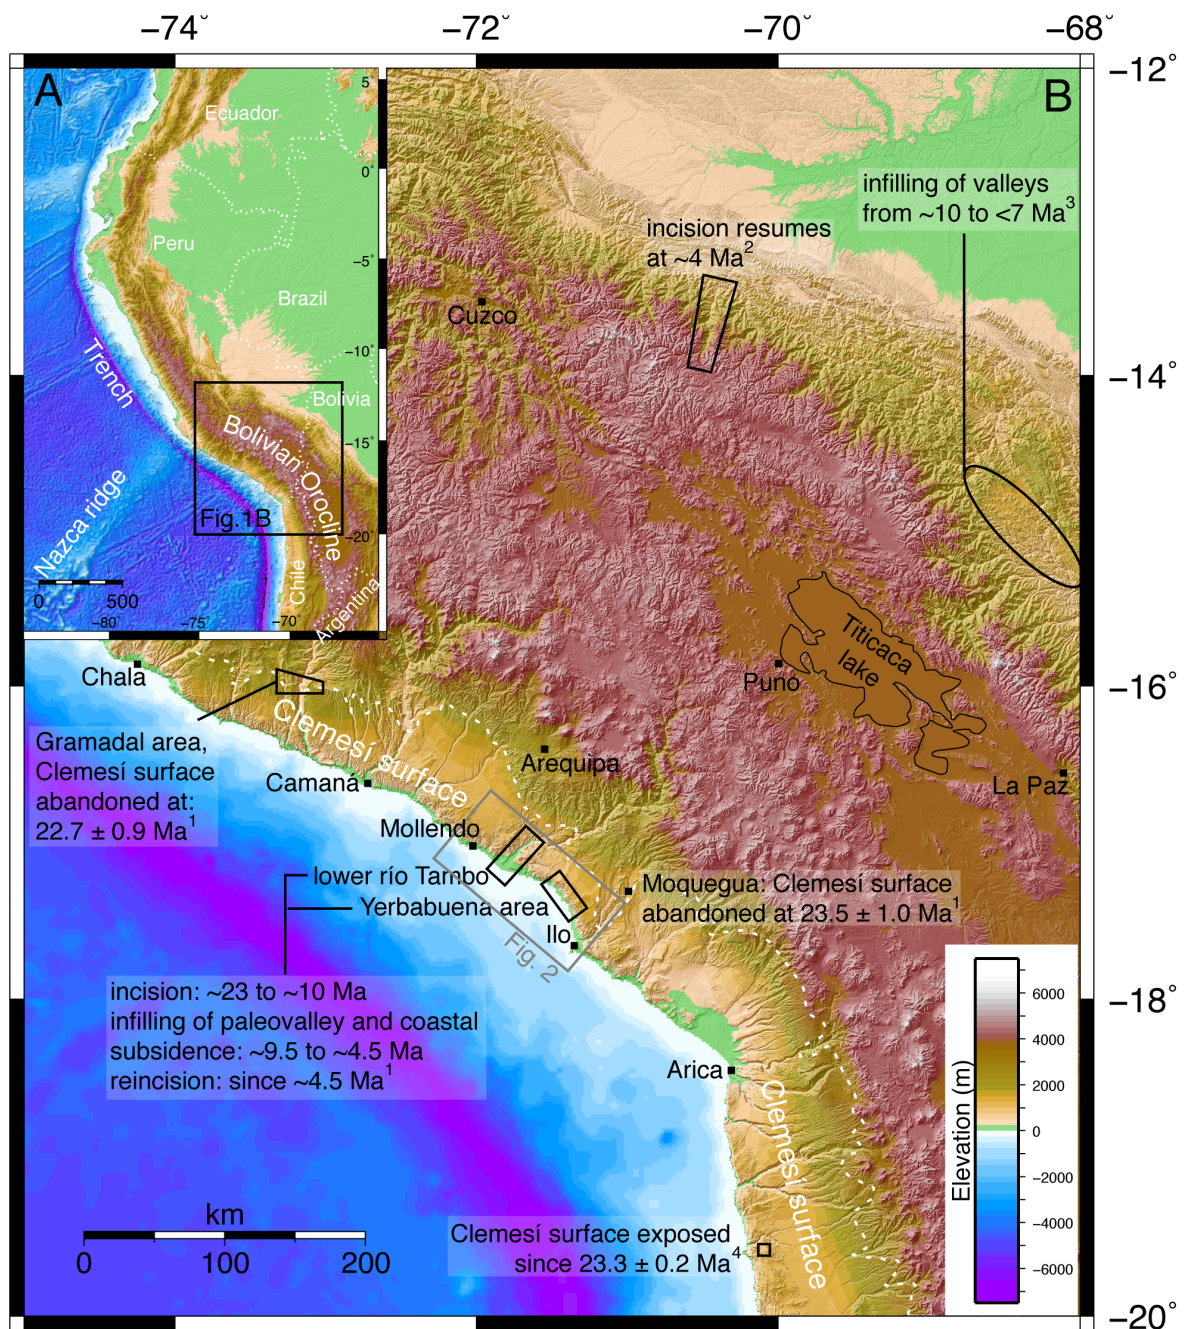 −74° −72° −70° −68°
A
B
−12°
−14°
−16°
−18°
−20°
5°
0°
−5°
−10°
−15°
−20°
Ecuador
Peru
Brazil
Bolivia
Trench
Bolivian Orocline
Nazca ridge
Fig.1B
Chile
Argentina
0 500
−80 −75 −70
infilling of valleys
from ~10 to <7 Ma3
incision resumes
at ~4 Ma2
Cuzco
Titicaca
lake
Puno
La Paz
Chala
Clemesí surface
Gramadal area,
Clemesí surface
abandoned at:
22.7 ± 0.9 Ma1
Arequipa
Camaná
Mollendo
lower río Tambo
Yerbabuena area
Ilo
Fig. 2
Moquegua: Clemesí surface
abandoned at 23.5 ± 1.0 Ma1
incision: ~23 to ~10 Ma
infilling of paleovalley and coastal
subsidence: ~9.5 to ~4.5 Ma
reincision: since ~4.5 Ma1
Arica
Clemesí surface
Clemesí surface exposed
since 23.3 ± 0.2 Ma4
km
0 100 200
Elevation (m)
6000
4000
2000
0
−2000
−4000
−6000